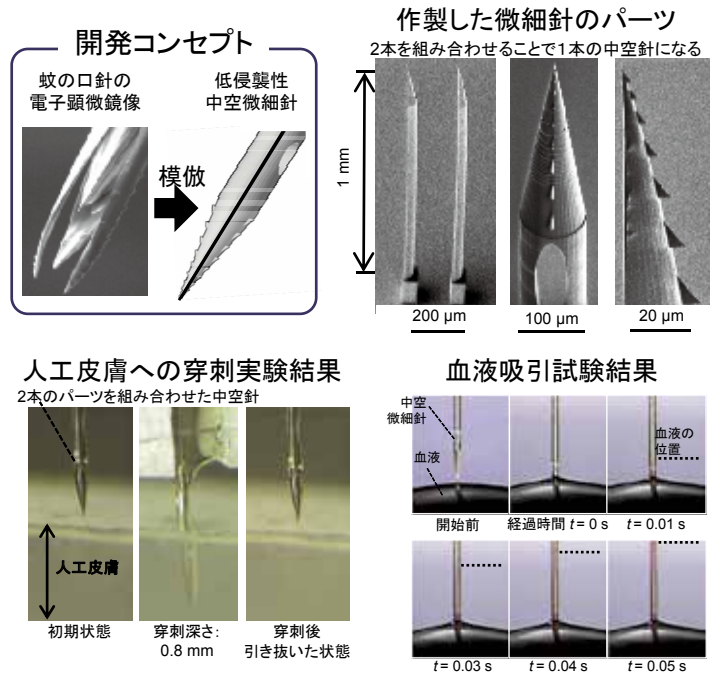 開発コンセプト
蚊の口針の
電子顕微鏡像
低侵襲性
中空微細針
模倣
作製した微細針のパーツ
2本を組み合わせることで1本の中空針になる
1 mm
200 μm
100 μm
20 μm
人工皮膚への穿刺実験結果
2本のパーツを組み合わせた中空針
人工皮膚
初期状態
穿刺深さ:
0.8 mm
穿刺後
引き抜いた状態
血液吸引試験結果
中空
微細針
血液
血液の
位置
開始前
経過時間 t = 0 s
t = 0.01 s
t = 0.03 s
t = 0.04 s
t = 0.05 s